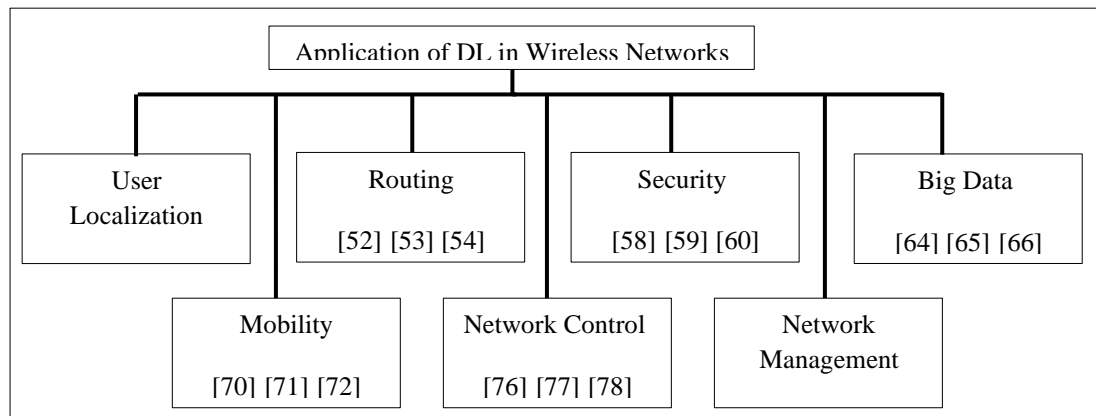 Application of DL in Wireless Networks
User
Localization
Routing
[52] [53] [54]
Security
[58] [59] [60]
Big Data
[64] [65] [66]
Mobility
[70] [71] [72]
Network Control
[76] [77] [78]
Network
Management